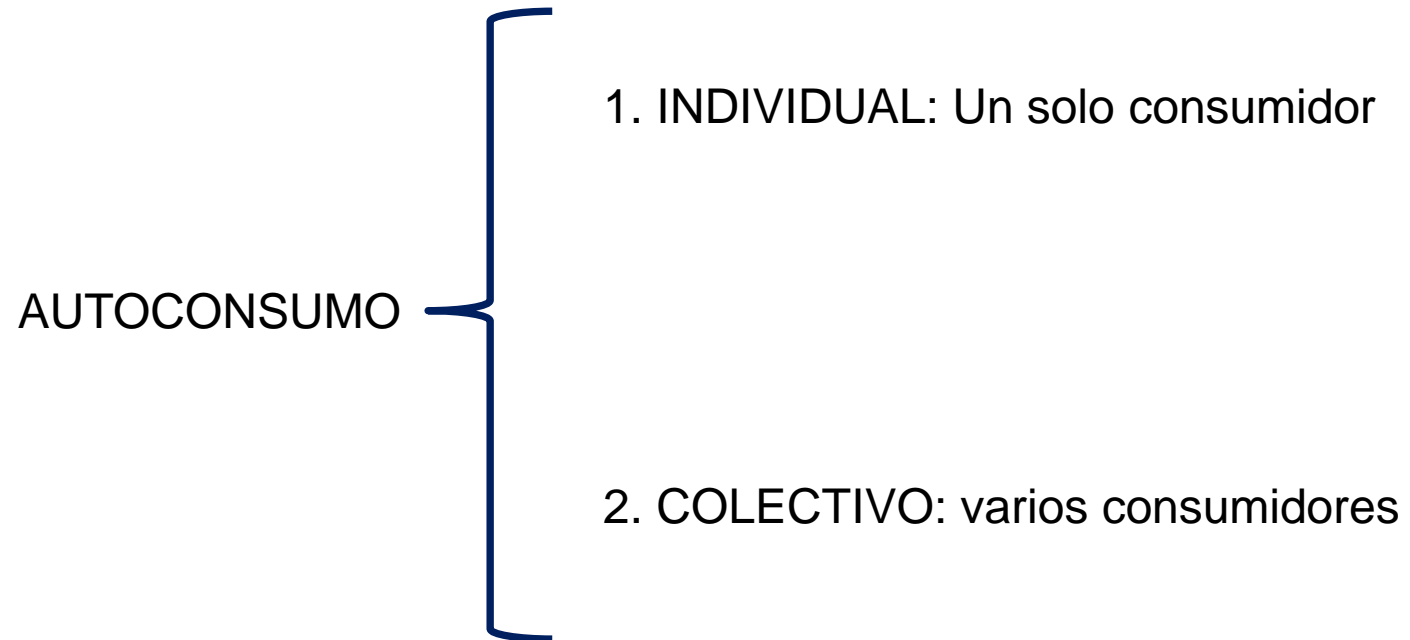 1. INDIVIDUAL: Un solo consumidor
AUTOCONSUMO
2. COLECTIVO: varios consumidores